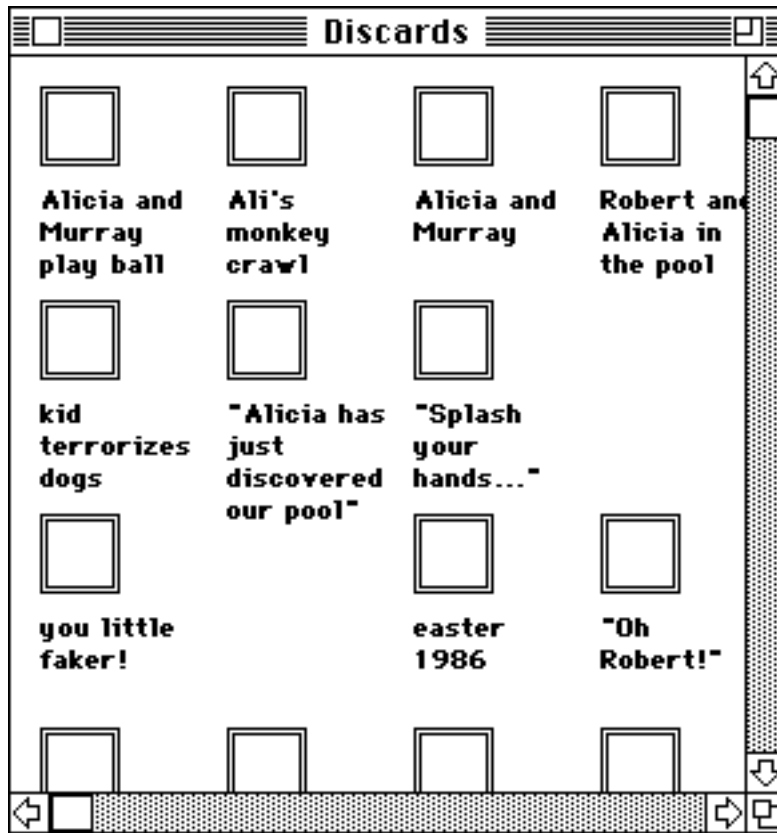 Discards
Alicia and
Murray
play ball
Ali's
monkey
crawl
Alicia and
Murray
Robert and
Alicia in
the pool
kid
terrorizes
dogs
"Alicia has
just
discovered
our pool"
"Splash
your
hands..."
you little
faker!
easter
1986
"Oh
Robert!"